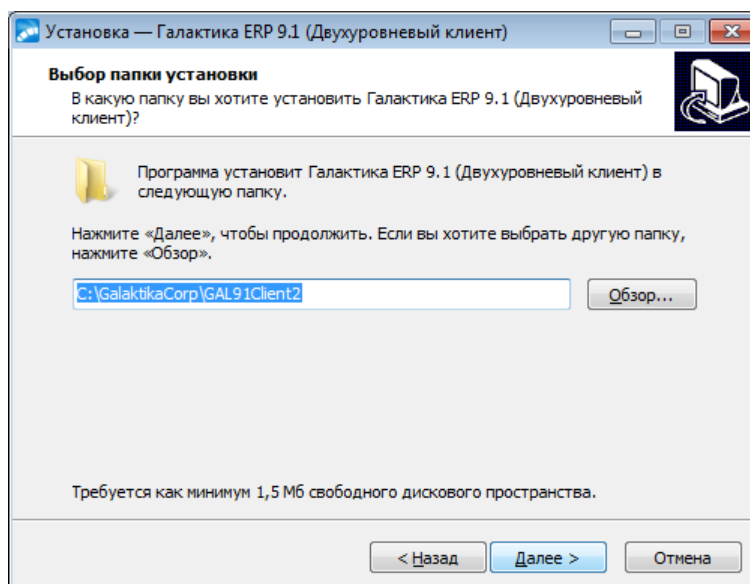 Установка — Галактика ERP 9.1 (Двухуровневый клиент)
Выбор папки установки
В какую папку вы хотите установить Галактика ERP 9.1 (Двухуровневый
клиент)?
Программа установит Галактика ERP 9.1 (Двухуровневый клиент) в
следующую папку.
Нажмите «Далее», чтобы продолжить. Если вы хотите выбрать другую папку,
нажмите «Обзор».
C:\GalaktikaCorp\GAL91Client2
Обзор...
Требуется как минимум 1,5 Мб свободного дискового пространства.
< Назад
Далее >
Отмена